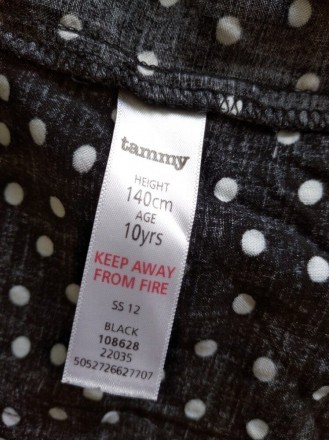 tammy
HEIGHT
140cm
AGE
10yrs
KEEP AWAY
FROM FIRE
SS 12
BLACK
108628
22035
5052726627707